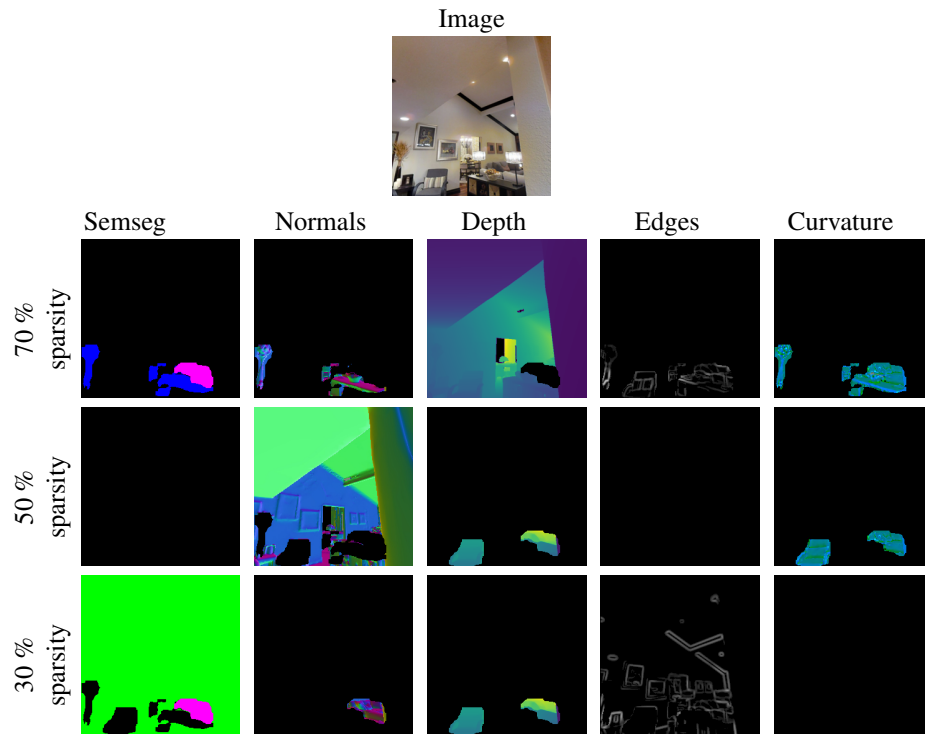 Image
Semseg
Normals
Depth
Edges
Curvature
70 %
sparsity
50 %
sparsity
30 %
sparsity